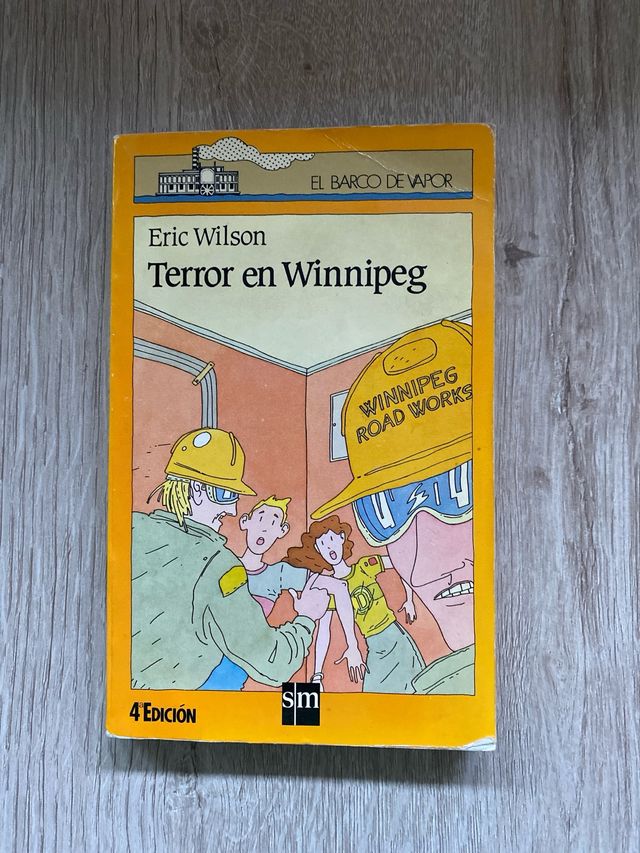 EL BARCO DE VAPOR
Eric Wilson
Terror en Winnipeg
WINNIPEG
ROAD WORKS
4ª EDICIÓN
sm